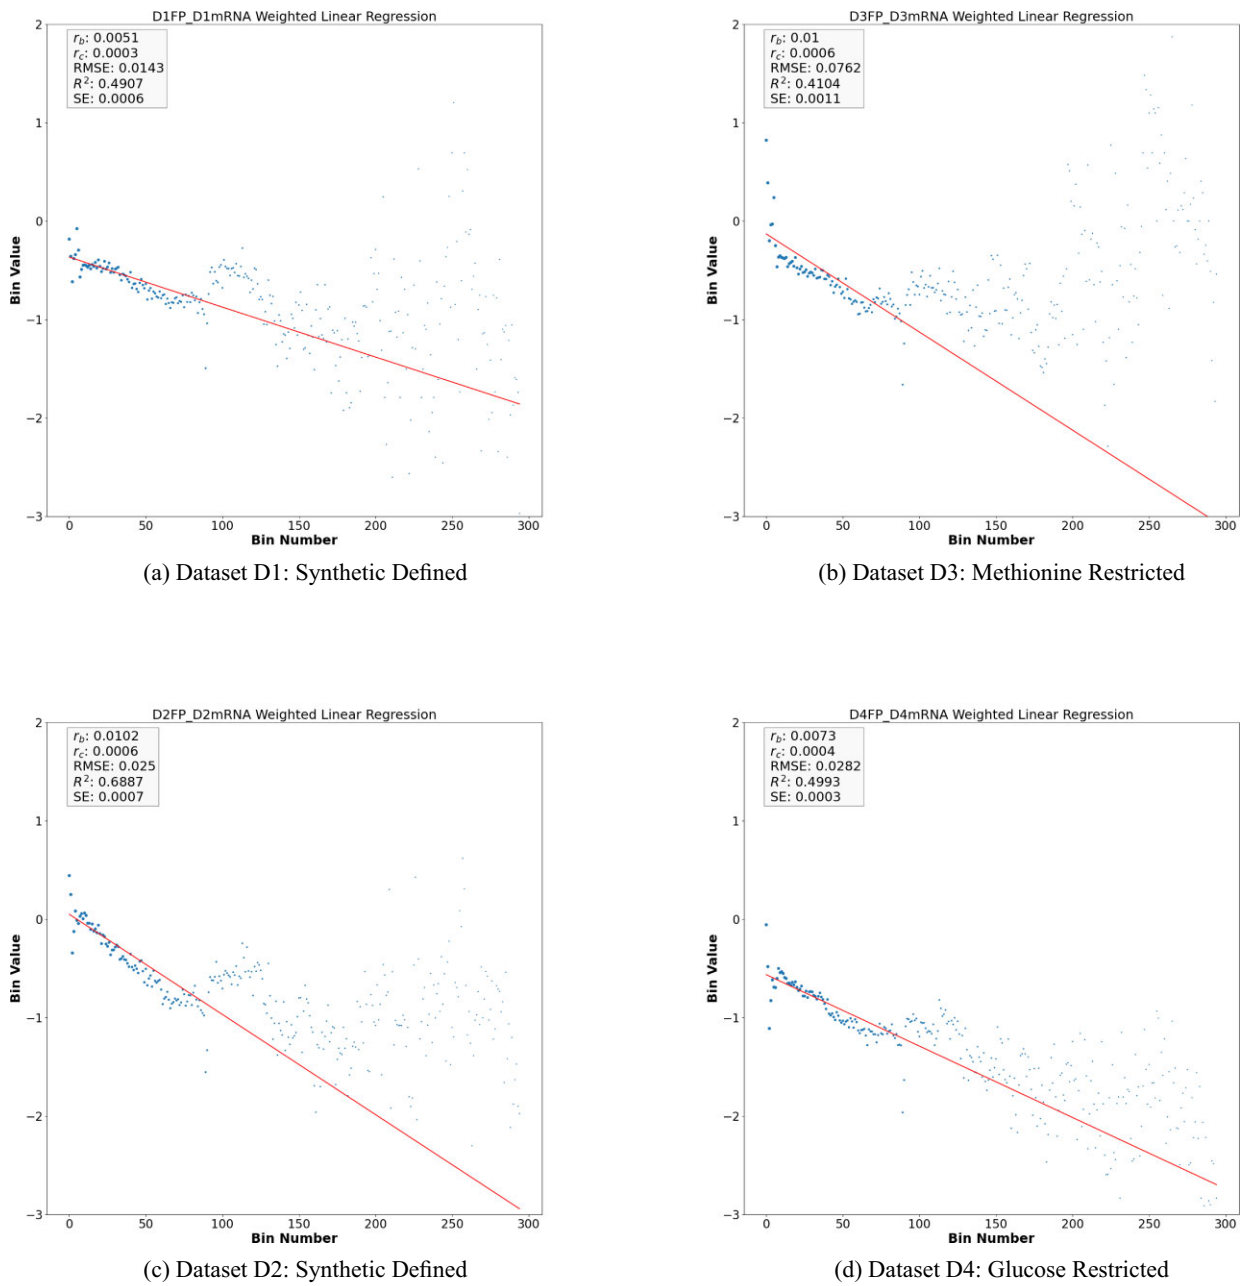 D1FP_D1mRNA Weighted Linear Regression
r_b: 0.0051
r_c: 0.0003
RMSE: 0.0143
R²: 0.4907
SE: 0.0006
2
1
0
−1
−2
−3
Bin Value
0 50 100 150 200 250 300
Bin Number
(a) Dataset D1: Synthetic Defined
D3FP_D3mRNA Weighted Linear Regression
r_b: 0.01
r_c: 0.0006
RMSE: 0.0762
R²: 0.4104
SE: 0.0011
2
1
0
−1
−2
−3
Bin Value
0 50 100 150 200 250 300
Bin Number
(b) Dataset D3: Methionine Restricted
D2FP_D2mRNA Weighted Linear Regression
r_b: 0.0102
r_c: 0.0006
RMSE: 0.025
R²: 0.6887
SE: 0.0007
2
1
0
−1
−2
−3
Bin Value
0 50 100 150 200 250 300
Bin Number
(c) Dataset D2: Synthetic Defined
D4FP_D4mRNA Weighted Linear Regression
r_b: 0.0073
r_c: 0.0004
RMSE: 0.0282
R²: 0.4993
SE: 0.0003
2
1
0
−1
−2
−3
Bin Value
0 50 100 150 200 250 300
Bin Number
(d) Dataset D4: Glucose Restricted